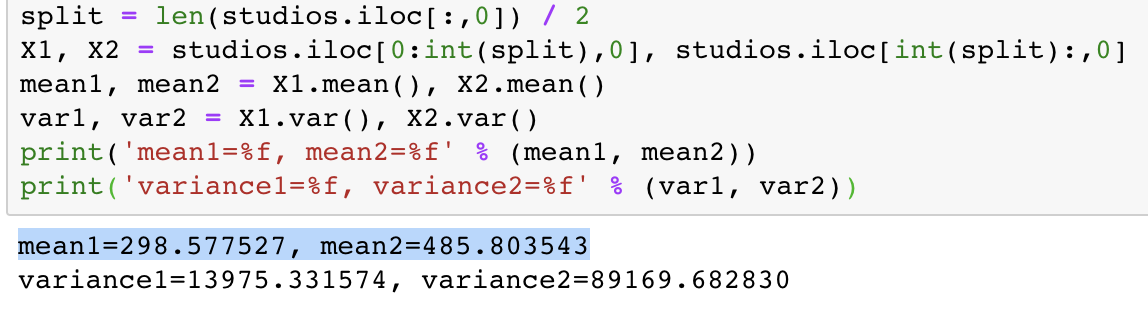 split = len(studios.iloc[:,0]) / 2
X1, X2 = studios.iloc[0:int(split),0], studios.iloc[int(split):,0]
mean1, mean2 = X1.mean(), X2.mean()
var1, var2 = X1.var(), X2.var()
print('mean1=%f, mean2=%f' % (mean1, mean2))
print('variance1=%f, variance2=%f' % (var1, var2))
mean1=298.577527, mean2=485.803543
variance1=13975.331574, variance2=89169.682830